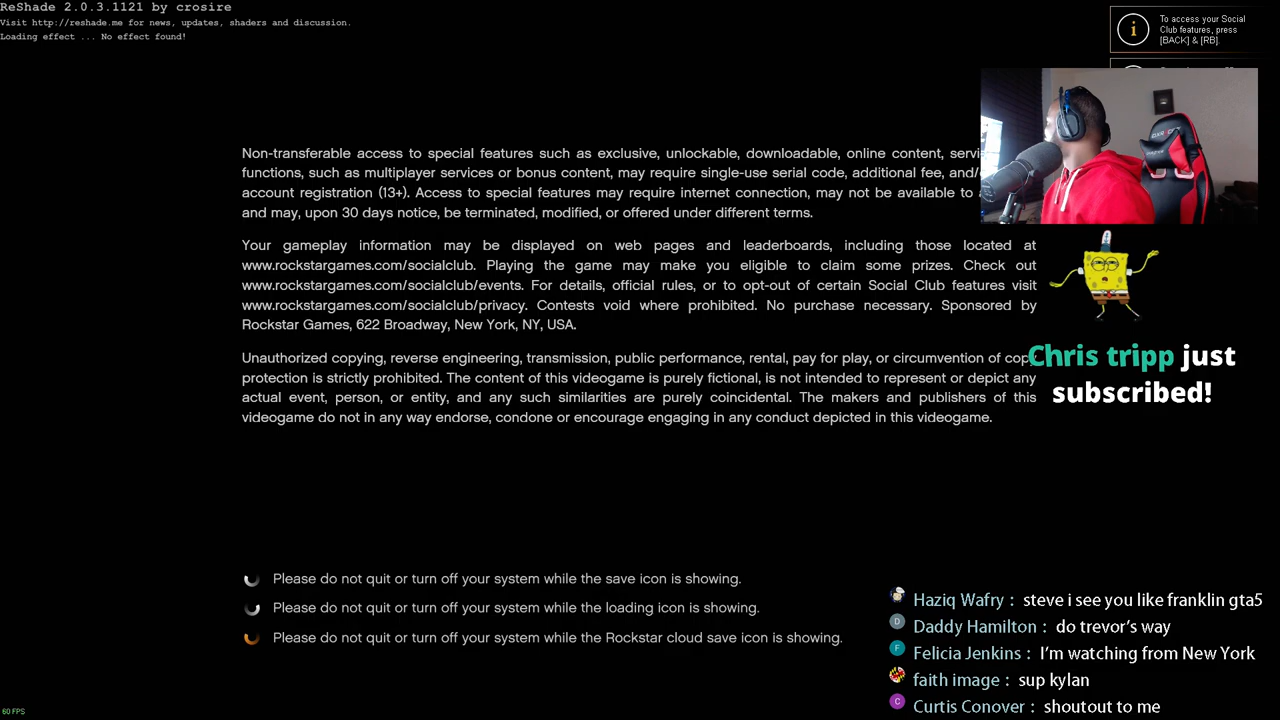 ReShade 2.0.3.1121 by crosire
Visit http://reshade.me for news, updates, shaders and discussion.
Loading effect ... No effect found!
To access your Social
Club features, press
[BACK] & [RB].
Non-transferable access to special features such as exclusive, unlockable, downloadable, online content,
functions, such as multiplayer services or bonus content, may require single-use serial code, additional fee, and/
account registration (13+). Access to special features may require internet connection, may not be available to
and may, upon 30 days notice, be terminated, modified, or offered under different terms.
Your gameplay information may be displayed on web pages and leaderboards, including those located at
www.rockstargames.com/socialclub. Playing the game may make you eligible to claim some prizes. Check out
www.rockstargames.com/socialclub/events. For details, official rules, or to opt-out of certain Social Club features visit
www.rockstargames.com/socialclub/privacy. Contests void where prohibited. No purchase necessary. Sponsored by
Rockstar Games, 622 Broadway, New York, NY, USA.
Unauthorized copying, reverse engineering, transmission, public performance, rental, pay for play, or circumvention of copy
protection is strictly prohibited. The content of this videogame is purely fictional, is not intended to represent or depict any
actual event, person, or entity, and any such similarities are purely coincidental. The makers and publishers of this
videogame do not in any way endorse, condone or encourage engaging in any conduct depicted in this videogame.
Chris tripp just
subscribed!
Please do not quit or turn off your system while the save icon is showing.
Please do not quit or turn off your system while the loading icon is showing.
Please do not quit or turn off your system while the Rockstar cloud save icon is showing.
Haziq Wafry : steve i see you like franklin gta5
Daddy Hamilton : do trevor's way
Felicia Jenkins : I'm watching from New York
faith image : sup kylan
Curtis Conover : shoutout to me
60 FPS